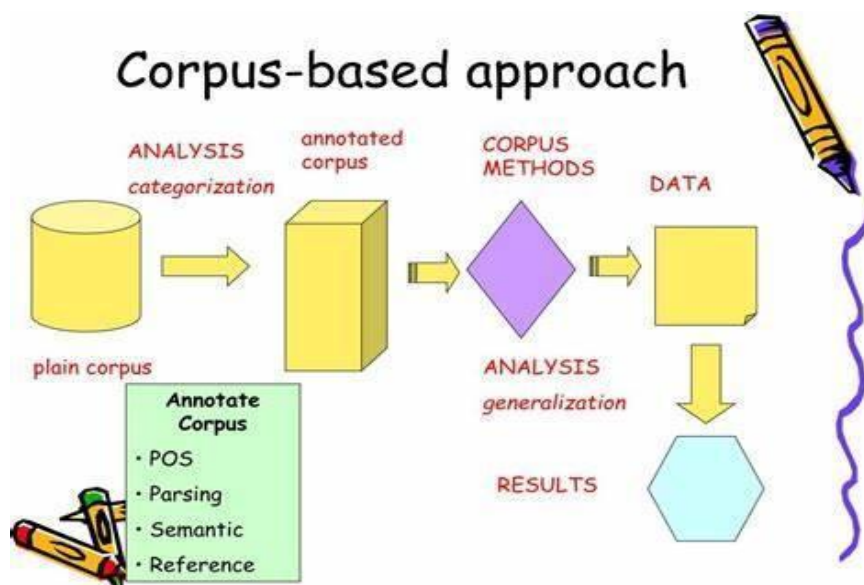 Corpus-based approach
ANALYSIS
categorization
annotated
corpus
CORPUS
METHODS
DATA
plain corpus
ANALYSIS
generalization
Annotate
Corpus
• POS
• Parsing
• Semantic
• Reference
RESULTS